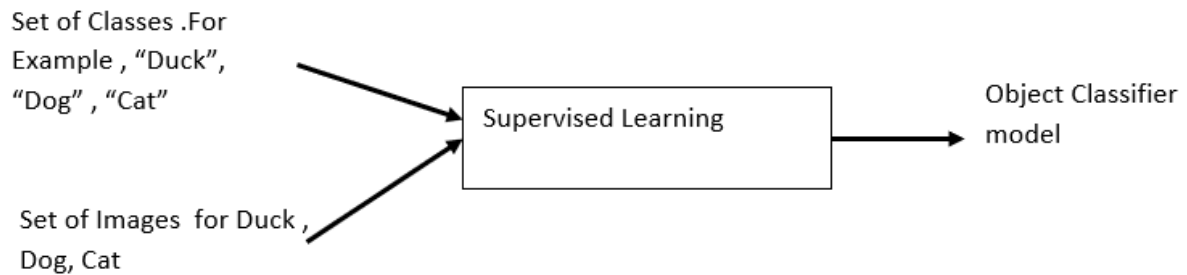 Set of Classes .For
Example , “Duck”,
“Dog” , “Cat”
Supervised Learning
Object Classifier
model
Set of Images  for Duck ,
Dog, Cat